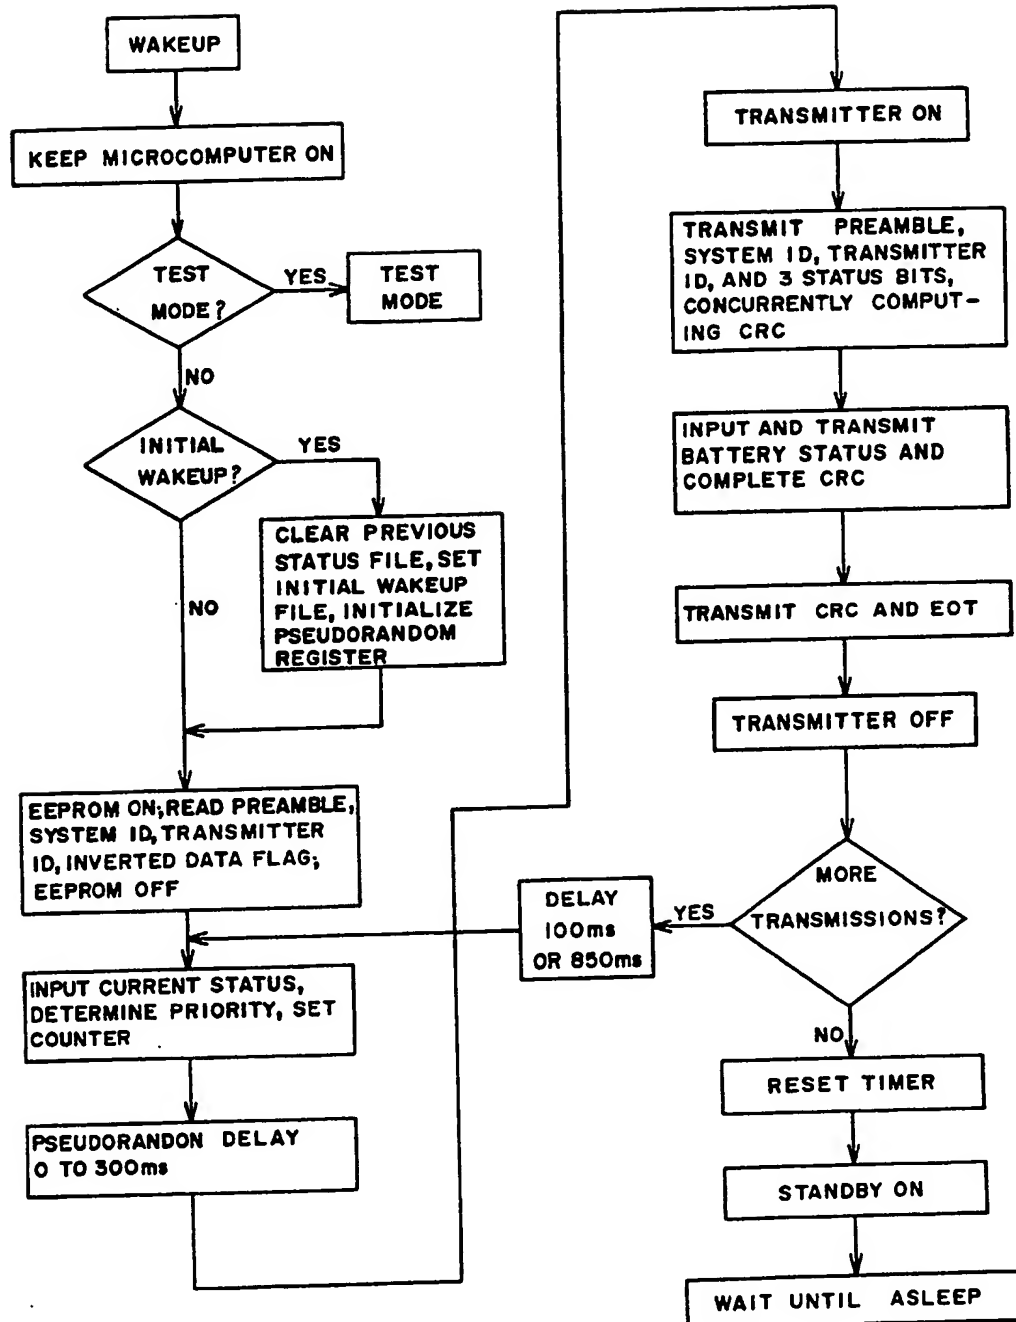 WAKEUP
KEEP MICROCOMPUTER ON
TEST
MODE?
YES
TEST
MODE
NO
INITIAL
WAKEUP?
YES
CLEAR PREVIOUS
STATUS FILE, SET
INITIAL WAKEUP
FILE, INITIALIZE
PSEUDORANDOM
REGISTER
NO
EEPROM ON; READ PREAMBLE,
SYSTEM ID, TRANSMITTER
ID, INVERTED DATA FLAG;
EEPROM OFF
INPUT CURRENT STATUS,
DETERMINE PRIORITY, SET
COUNTER
PSEUDORANDON DELAY
0 TO 300ms
TRANSMITTER ON
TRANSMIT PREAMBLE,
SYSTEM ID, TRANSMITTER
ID, AND 3 STATUS BITS,
CONCURRENTLY COMPUT-
ING CRC
INPUT AND TRANSMIT
BATTERY STATUS AND
COMPLETE CRC
TRANSMIT CRC AND EOT
TRANSMITTER OFF
MORE
TRANSMISSIONS?
YES
DELAY
100ms
OR 850ms
NO
RESET TIMER
STANDBY ON
WAIT UNTIL ASLEEP